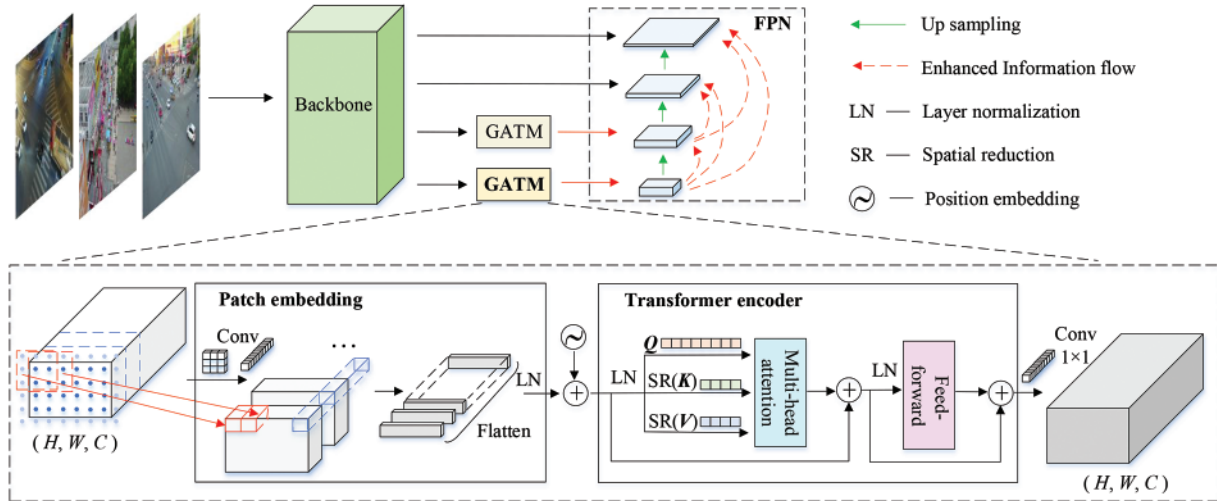 FPN
Up sampling
Enhanced Information flow
LN — Layer normalization
SR — Spatial reduction
— Position embedding
Backbone
GATM
GATM
Patch embedding
Conv
...
LN
Flatten
( H, W, C )
Transformer encoder
Q
LN
SR(K)
SR(V)
Multi-head
attention
LN
Feed-
forward
Conv
1×1
( H, W, C )